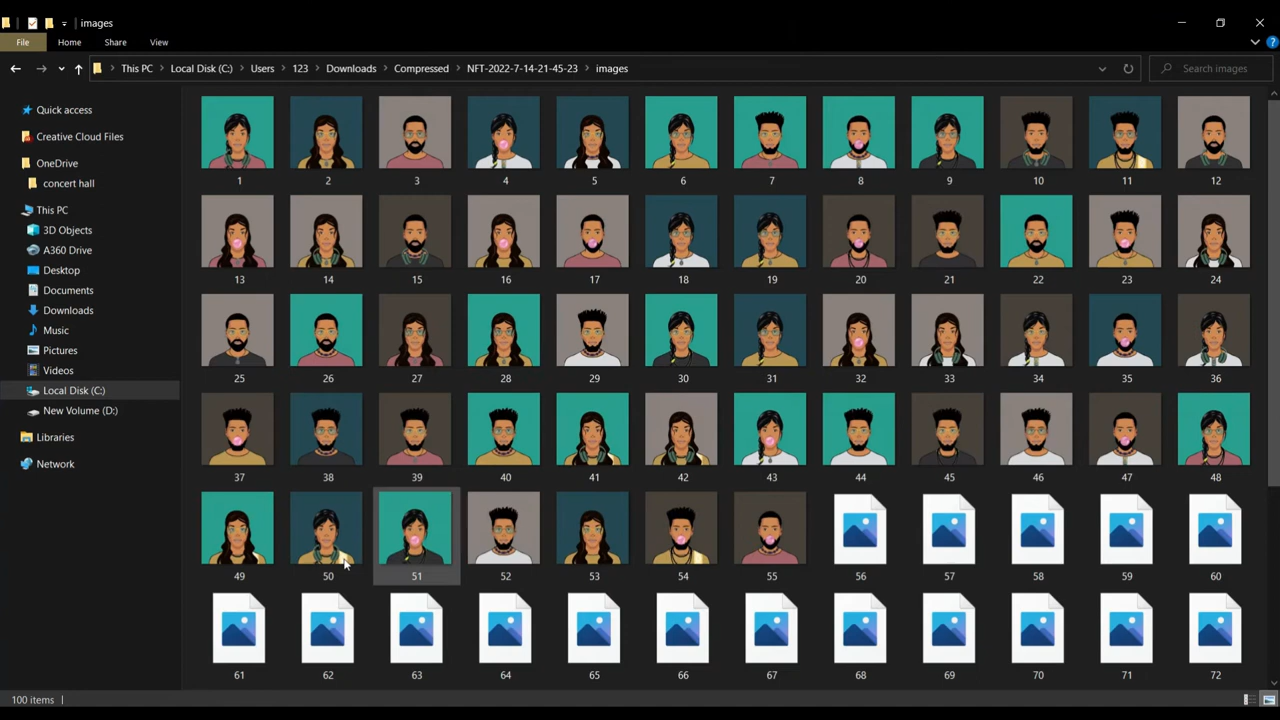 images
File Home Share View
This PC Local Disk (C:) Users 123 Downloads Compressed NFT-2022-7-14-21-45-23 images Search images
Quick access
Creative Cloud Files
OneDrive
concert hall
This PC
3D Objects
A360 Drive
Desktop
Documents
Downloads
Music
Pictures
Videos
Local Disk (C:)
New Volume (D:)
Libraries
Network
1 2 3 4 5 6 7 8 9 10 11 12
13 14 15 16 17 18 19 20 21 22 23 24
25 26 27 28 29 30 31 32 33 34 35 36
37 38 39 40 41 42 43 44 45 46 47 48
49 50 51 52 53 54 55 56 57 58 59 60
61 62 63 64 65 66 67 68 69 70 71 72
100 items